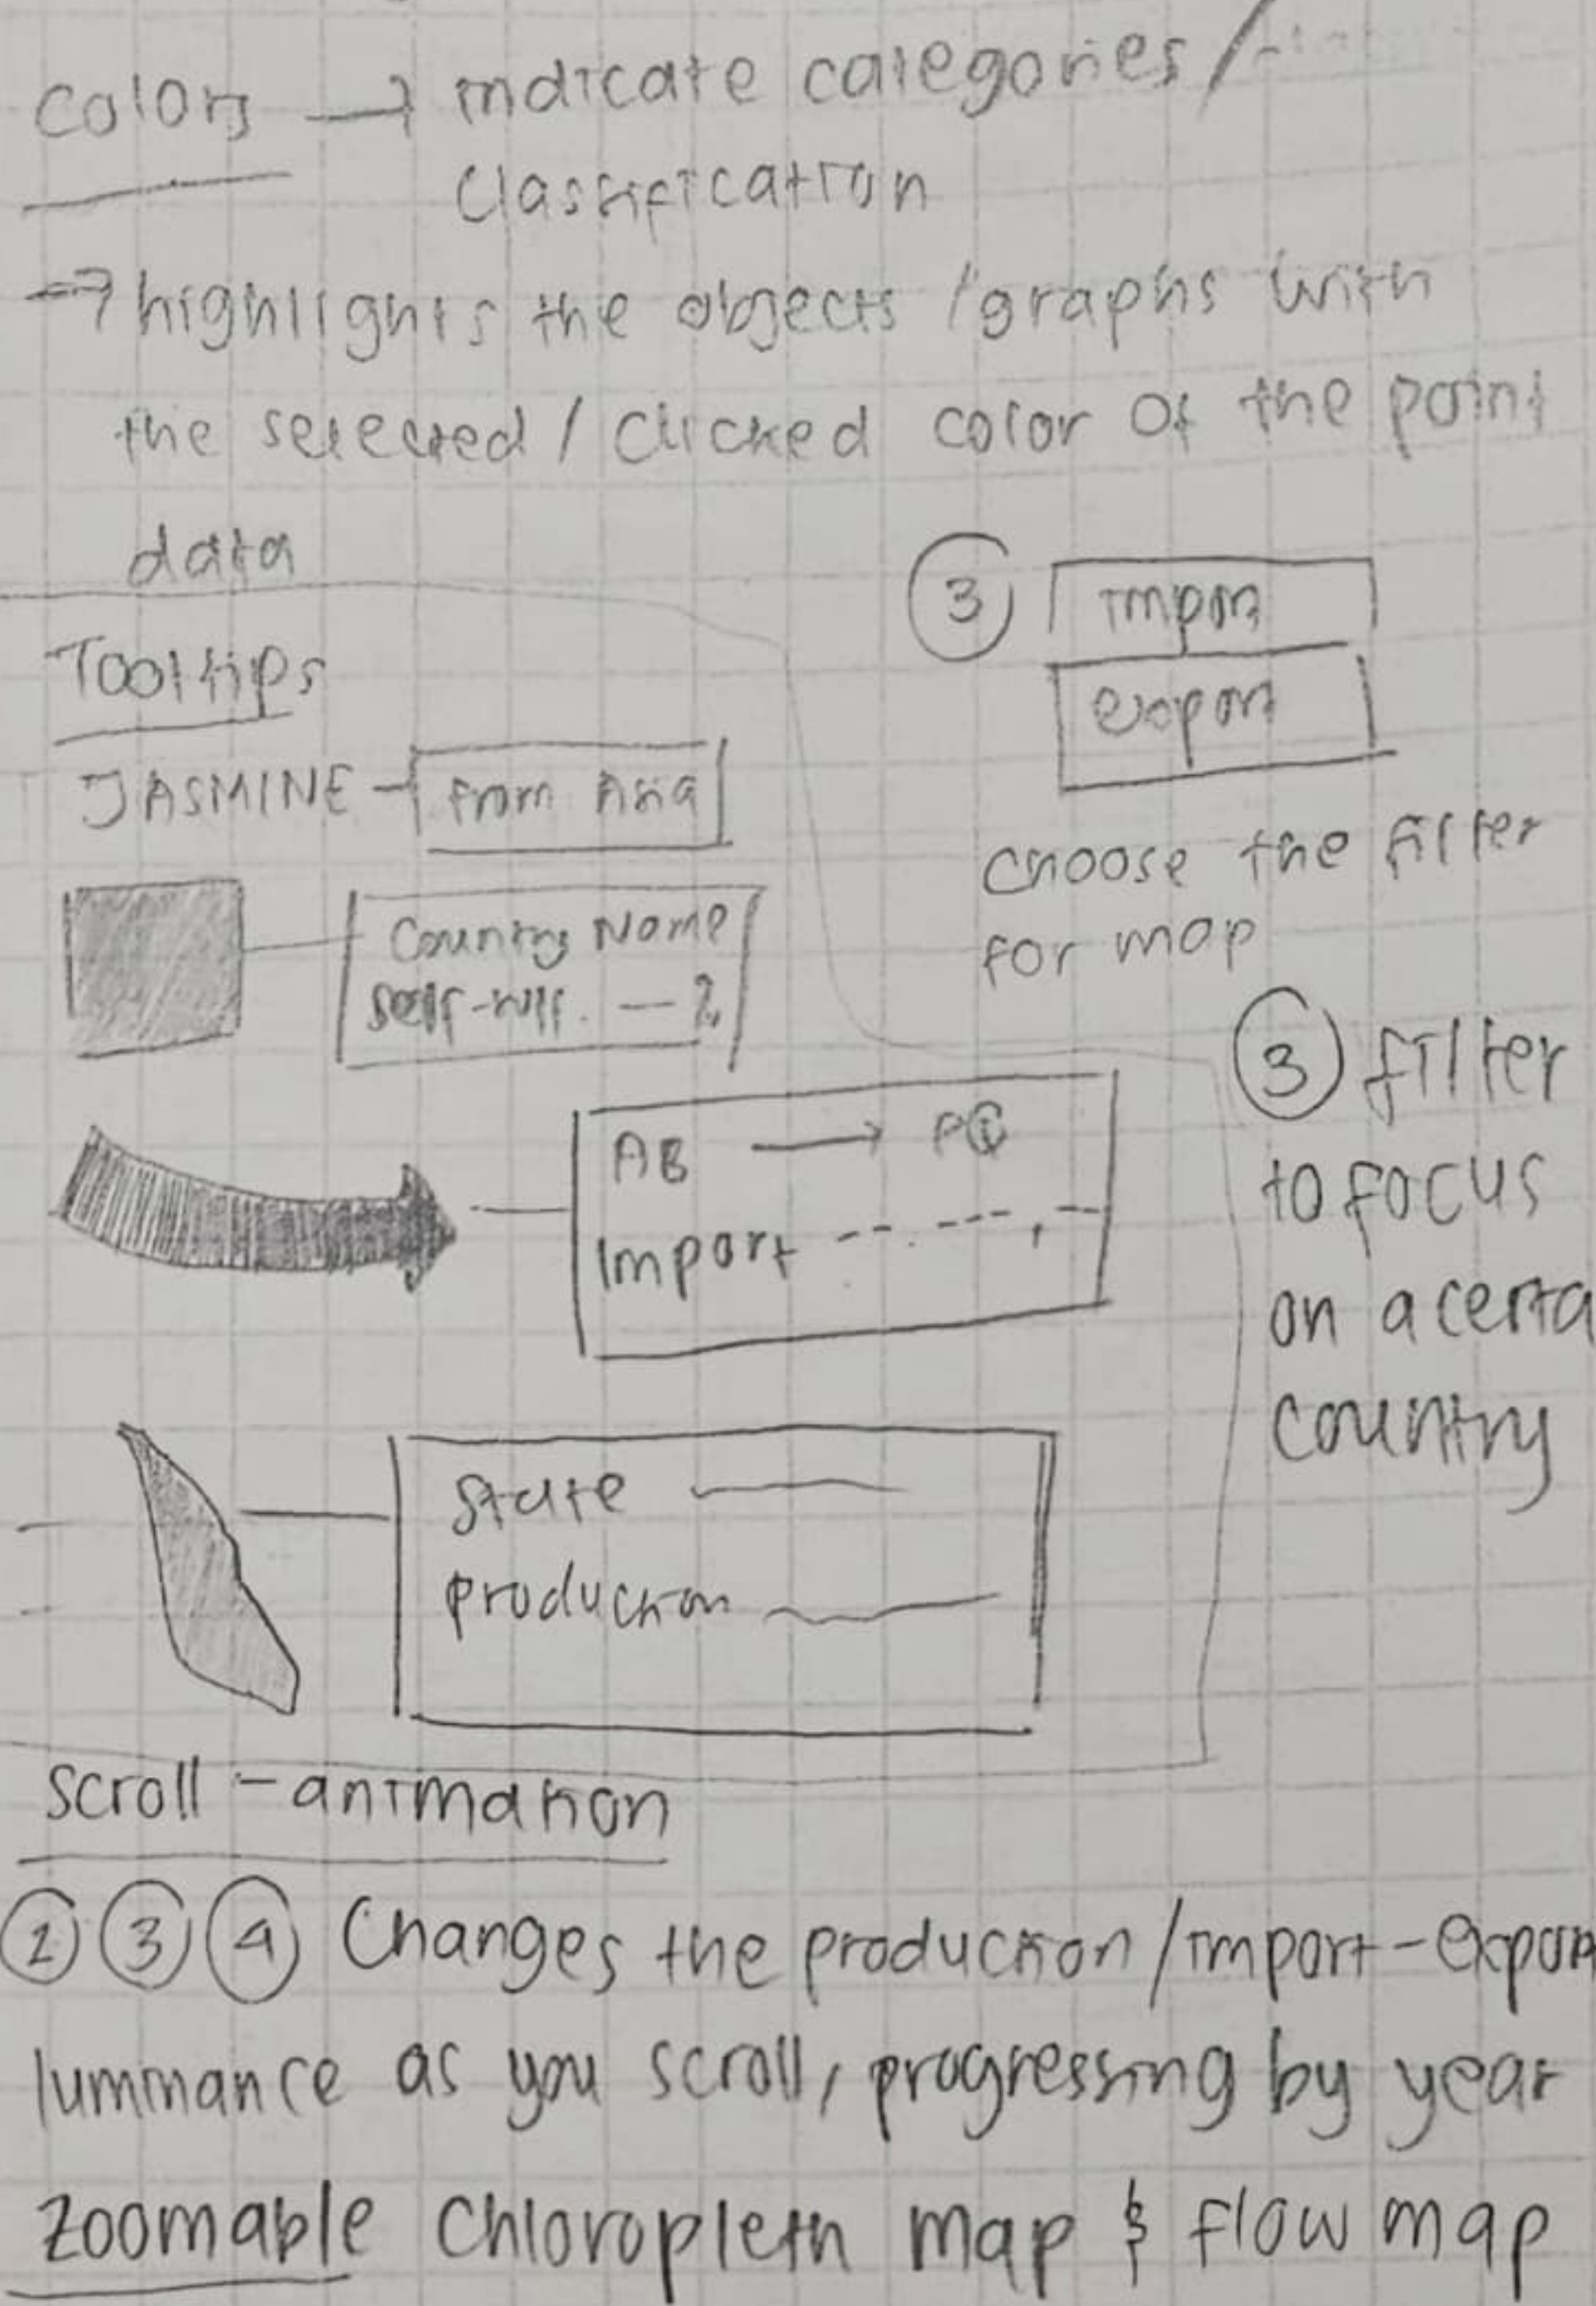 Colors → indicate categories /
Classification
→ highlights the objects / graphs with
the selected / clicked color of the point
data
Tooltips
JASMINE - from Asia
Country Name
Self-suff. — %
AB → PQ
Import --- . --- , --
State
production
③ Import
export
choose the filter
for map
③ filter
to focus
on a certa
country
scroll - animation
② ③ ④ Changes the production / import - export
luminance as you scroll, progressing by year
Zoomable Chloropleth map & flow map